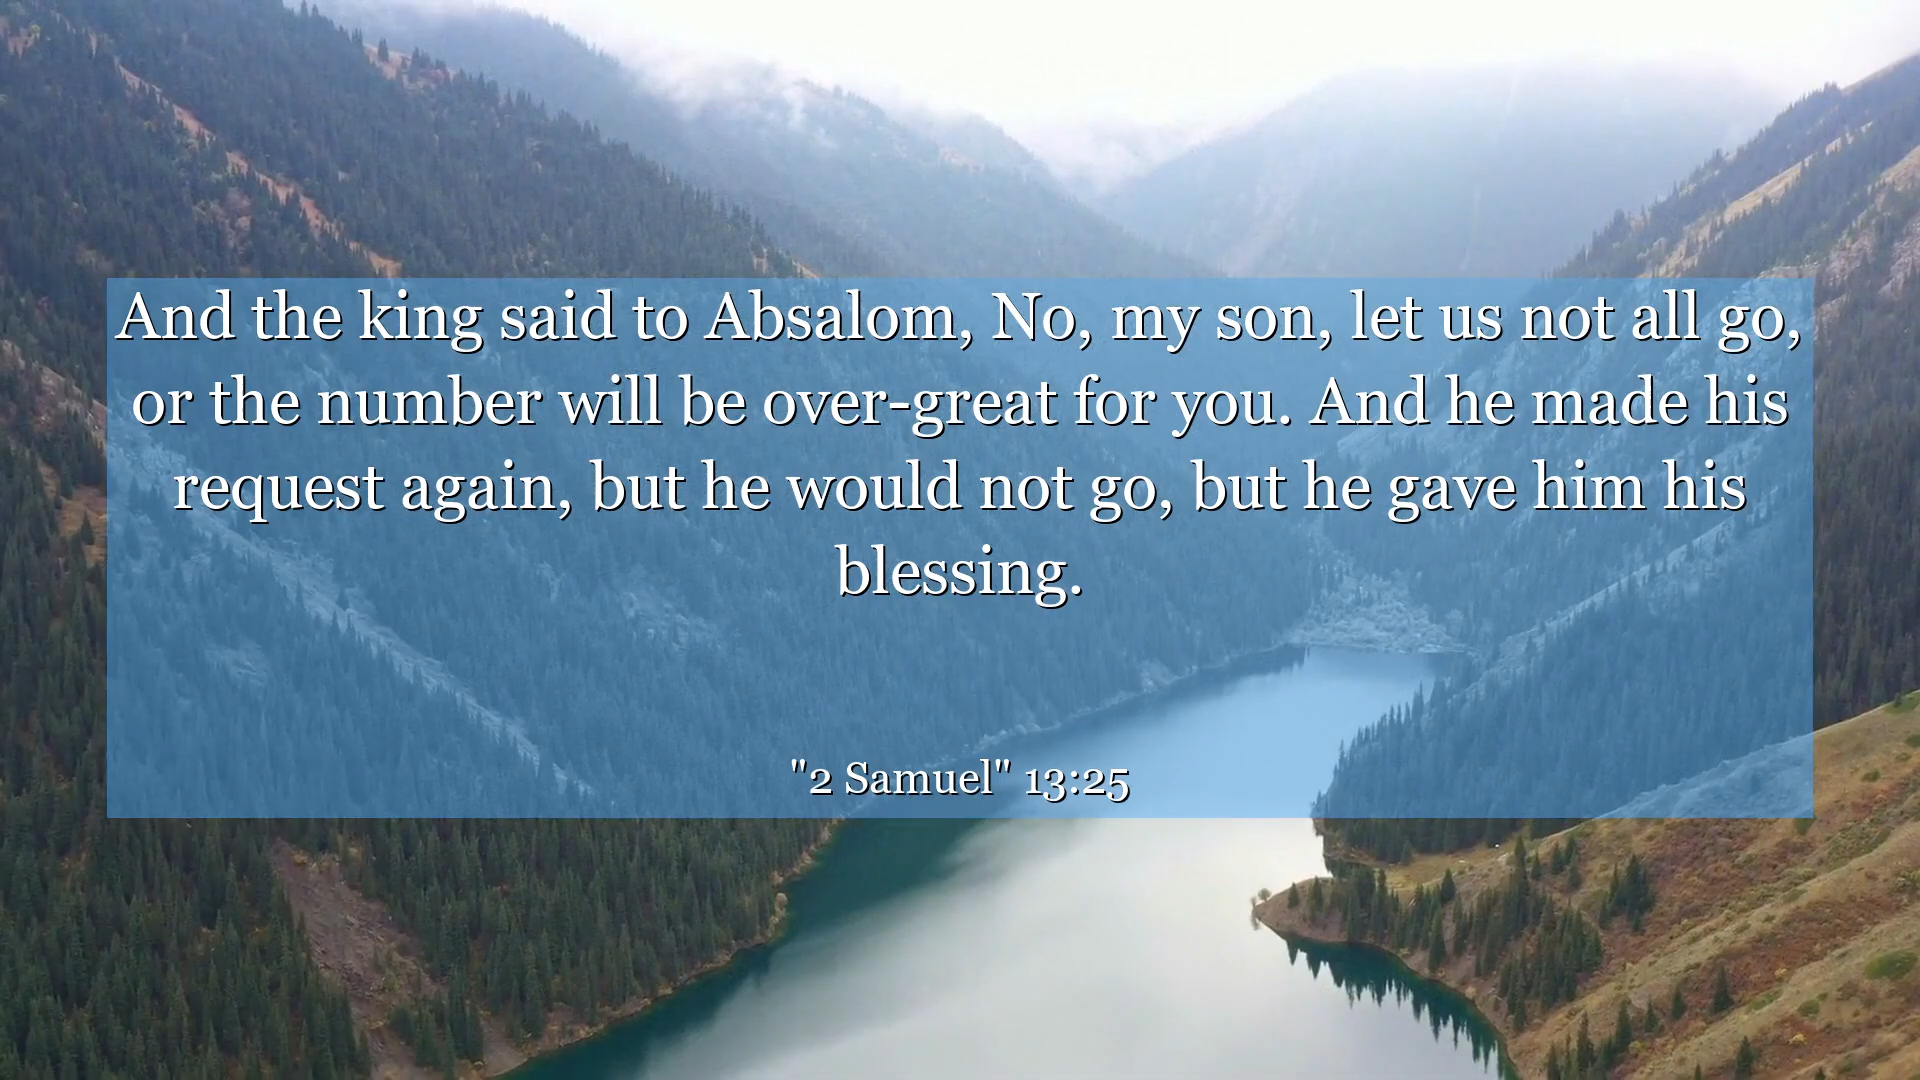 And the king said to Absalom, No, my son, let us not all go,
or the number will be over-great for you. And he made his
request again, but he would not go, but he gave him his
blessing.
"2 Samuel" 13:25